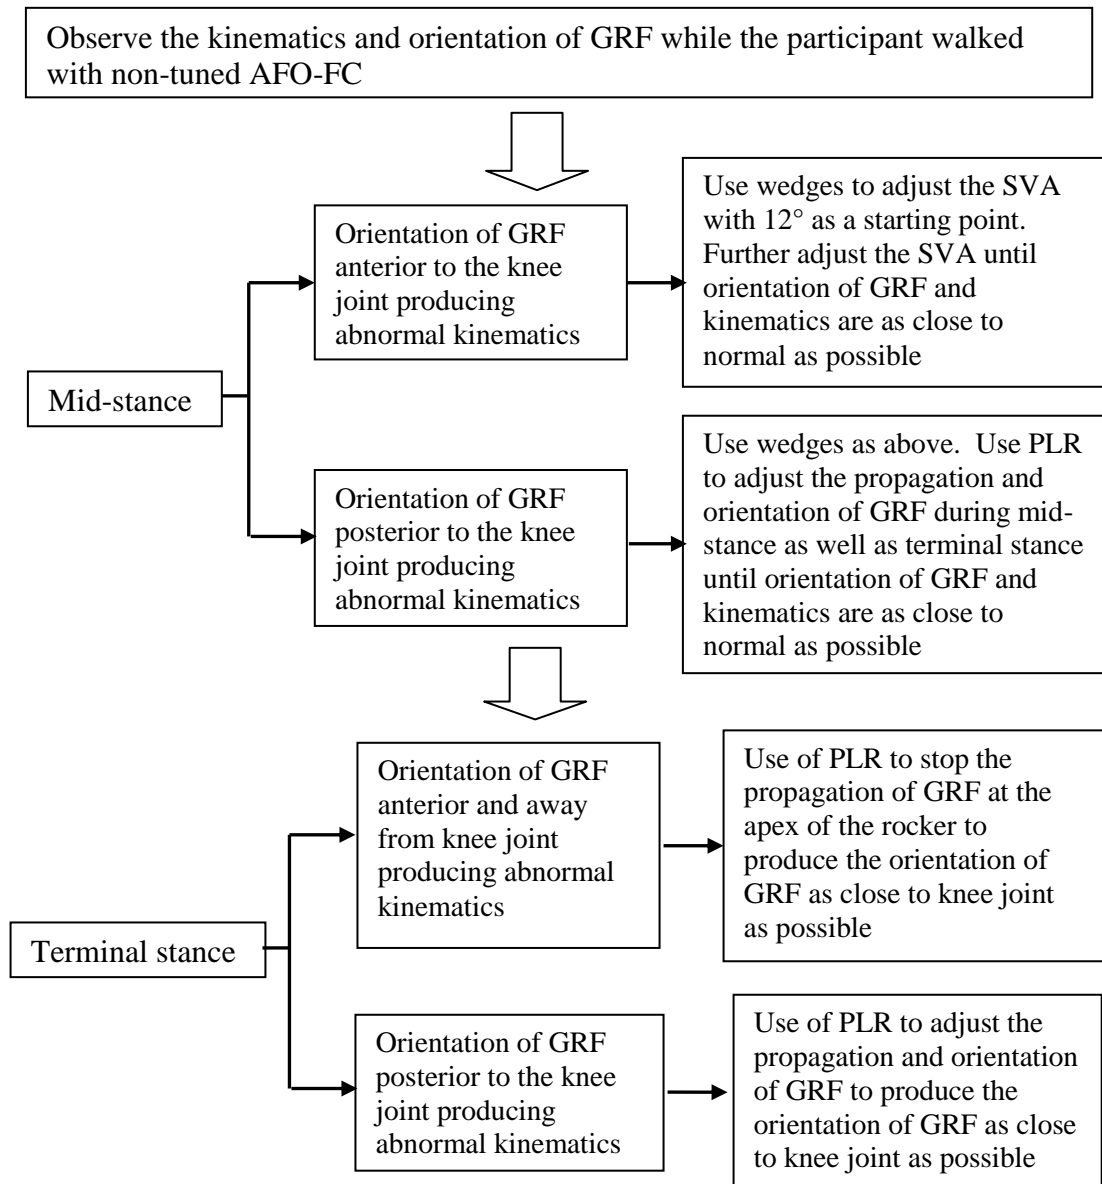 Observe the kinematics and orientation of GRF while the participant walked
with non-tuned AFO-FC
Mid-stance
Orientation of GRF
anterior to the knee
joint producing
abnormal kinematics
Use wedges to adjust the SVA
with 12° as a starting point.
Further adjust the SVA until
orientation of GRF and
kinematics are as close to
normal as possible
Orientation of GRF
posterior to the knee
joint producing
abnormal kinematics
Use wedges as above.  Use PLR
to adjust the propagation and
orientation of GRF during mid-
stance as well as terminal stance
until orientation of GRF and
kinematics are as close to
normal as possible
Terminal stance
Orientation of GRF
anterior and away
from knee joint
producing abnormal
kinematics
Use of PLR to stop the
propagation of GRF at the
apex of the rocker to
produce the orientation of
GRF as close to knee joint
as possible
Orientation of GRF
posterior to the knee
joint producing
abnormal kinematics
Use of PLR to adjust the
propagation and orientation
of GRF to produce the
orientation of GRF as close
to knee joint as possible